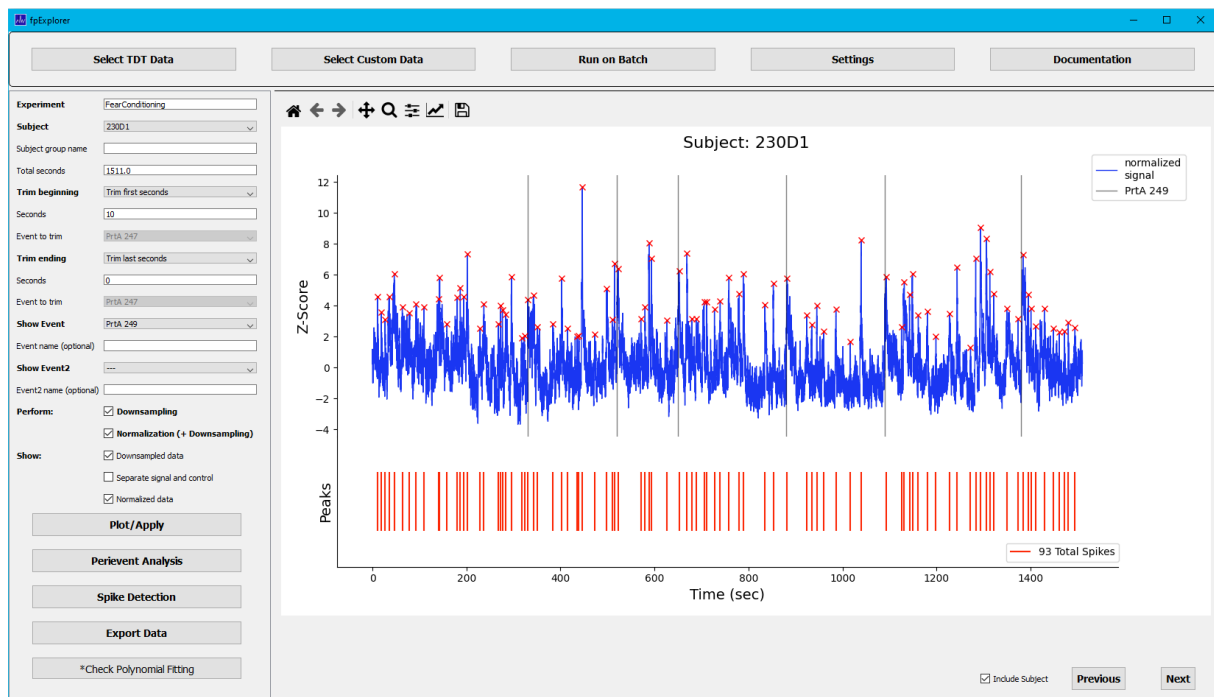 fpExplorer
Select TDT Data
Select Custom Data
Run on Batch
Settings
Documentation
Experiment
FearConditioning
Subject
230D1
Subject group name
Total seconds
1511.0
Trim beginning
Trim first seconds
Seconds
10
Event to trim
PrtA 247
Trim ending
Trim last seconds
Seconds
0
Event to trim
PrtA 247
Show Event
PrtA 249
Event name (optional)
Show Event2
---
Event2 name (optional)
Perform:
Downsampling
Normalization (+ Downsampling)
Show:
Downsampled data
Separate signal and control
Normalized data
Plot/Apply
Perievent Analysis
Spike Detection
Export Data
*Check Polynomial Fitting
Subject: 230D1
normalized
signal
PrtA 249
Z-Score
12
10
8
6
4
2
0
−2
−4
Peaks
93 Total Spikes
0
200
400
600
800
1000
1200
1400
Time (sec)
Include Subject
Previous
Next